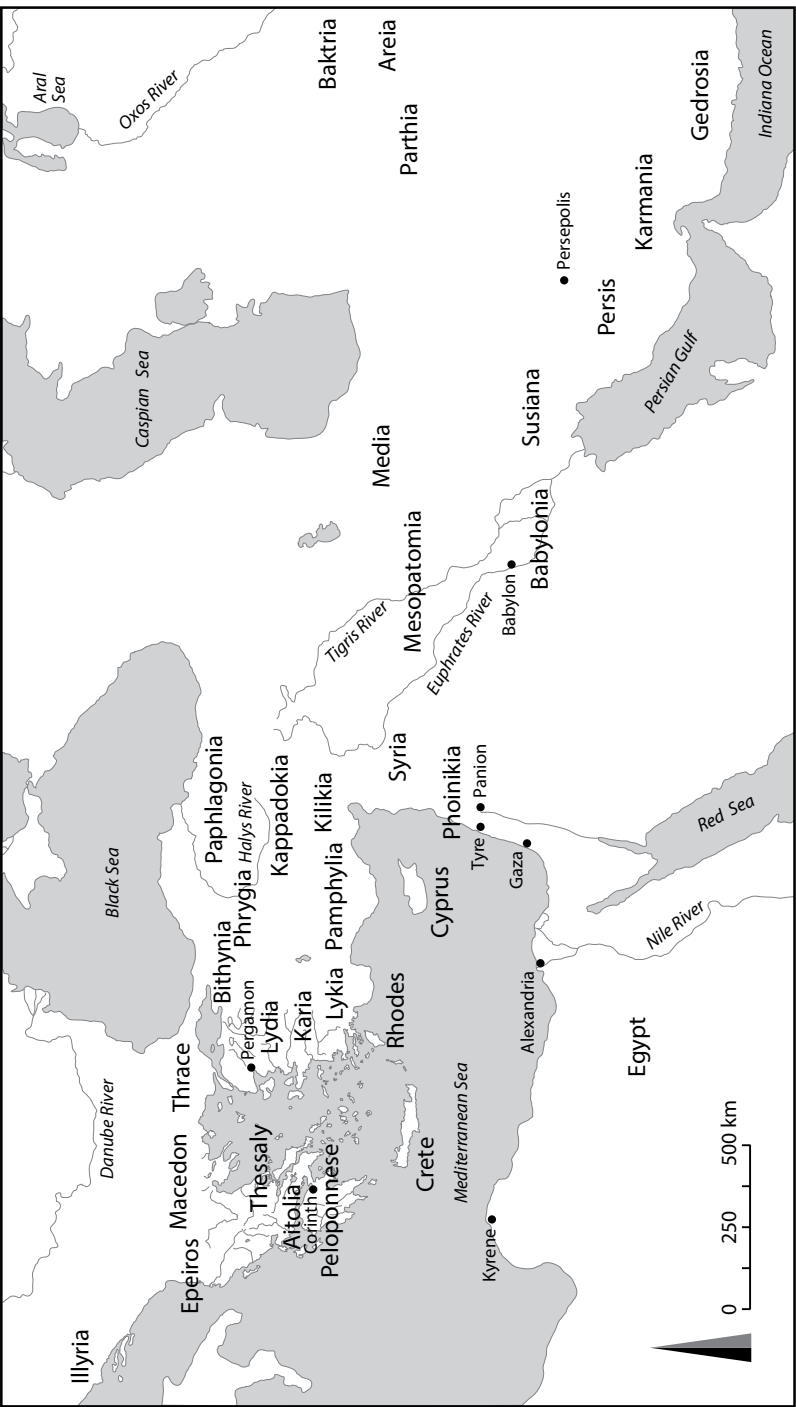 Illyria
Danube River
Black Sea
Caspian Sea
Aral
Sea
Oxos River
Epeiros
Macedon
Thrace
Thessaly
Aitolia
Corinth
Peloponnese
Bithynia
Phrygia
Paphlagonia
Halys River
Pergamon
Lydia
Karia
Lykia
Pamphylia
Kappadokia
Kilikia
Rhodes
Crete
Cyprus
Mediterranean Sea
Syria
Phoinikia
Panion
Tyre
Gaza
Kyrene
Alexandria
Egypt
Nile River
Red Sea
Tigris River
Mesopatomia
Euphrates River
Babylon
Babylonia
Media
Susiana
Persis
Persepolis
Persian Gulf
Karmania
Gedrosia
Indiana Ocean
Parthia
Baktria
Areia
0 250 500 km